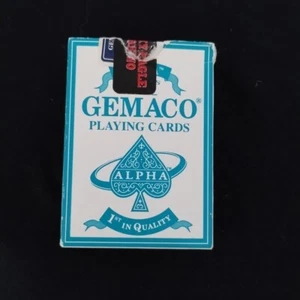 GEMACO®
PLAYING CARDS
ALPHA
1ST IN QUALITY